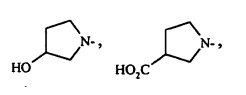 N- , N- ,
HO HO₂C